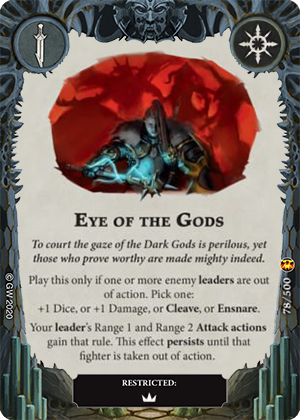 EYE OF THE GODS
To court the gaze of the Dark Gods is perilous, yet
those who prove worthy are made mighty indeed.
Play this only if one or more enemy leaders are out
of action. Pick one:
+1 Dice, or +1 Damage, or Cleave, or Ensnare.
Your leader's Range 1 and Range 2 Attack actions
gain that rule. This effect persists until that
fighter is taken out of action.
RESTRICTED:
© GW 2020
78/500